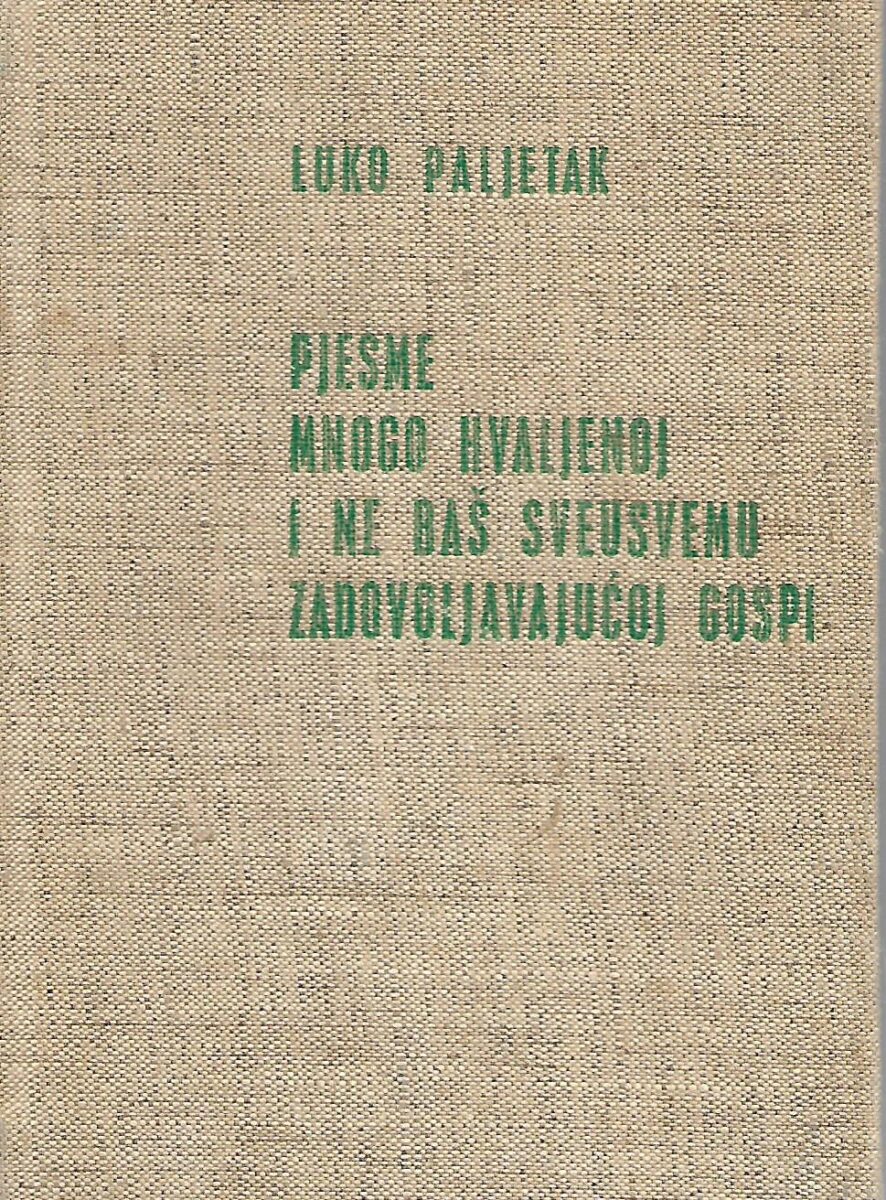 LUKO PALJETAK
PJESME
MNOGO HVALJENOJ
I NE BAŠ SVEUSVEMU
ZADOVOLJAVAJUĆOJ GOSPI